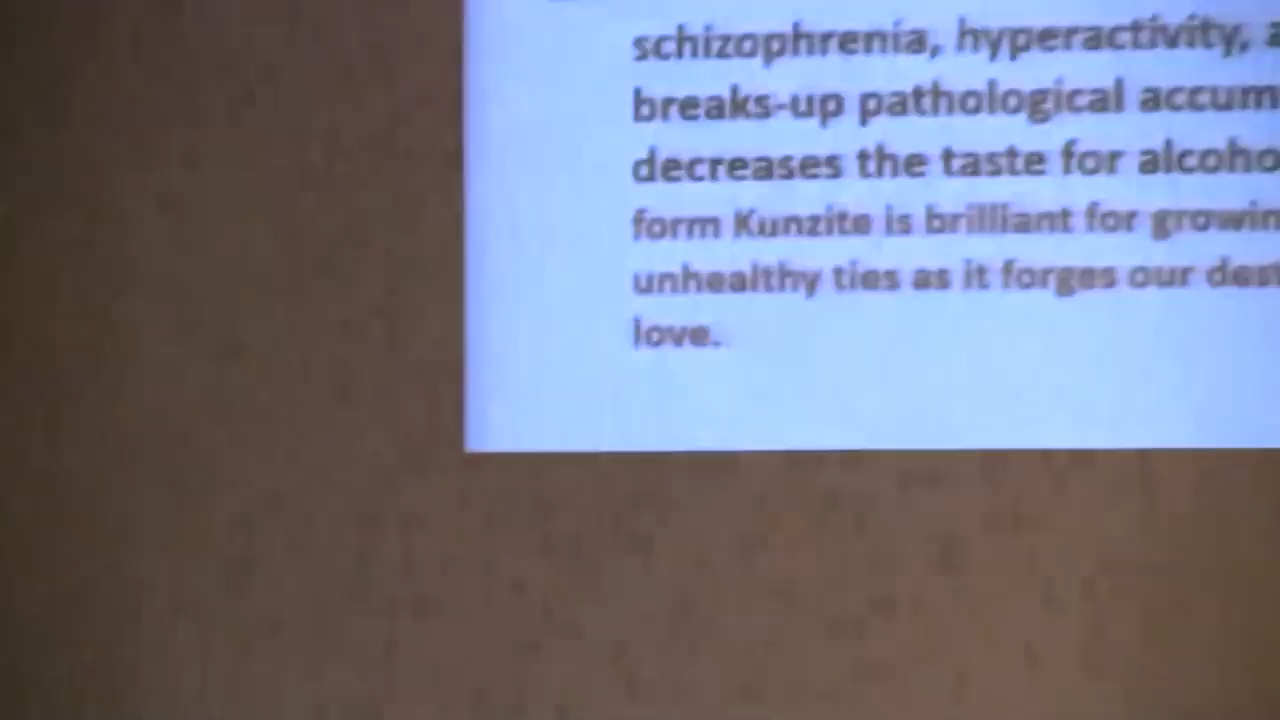 schizophrenia, hyperactivity,
breaks-up pathological accum
decreases the taste for alcoho
form Kunzite is brilliant for growin
unhealthy ties as it forges our dest
love.